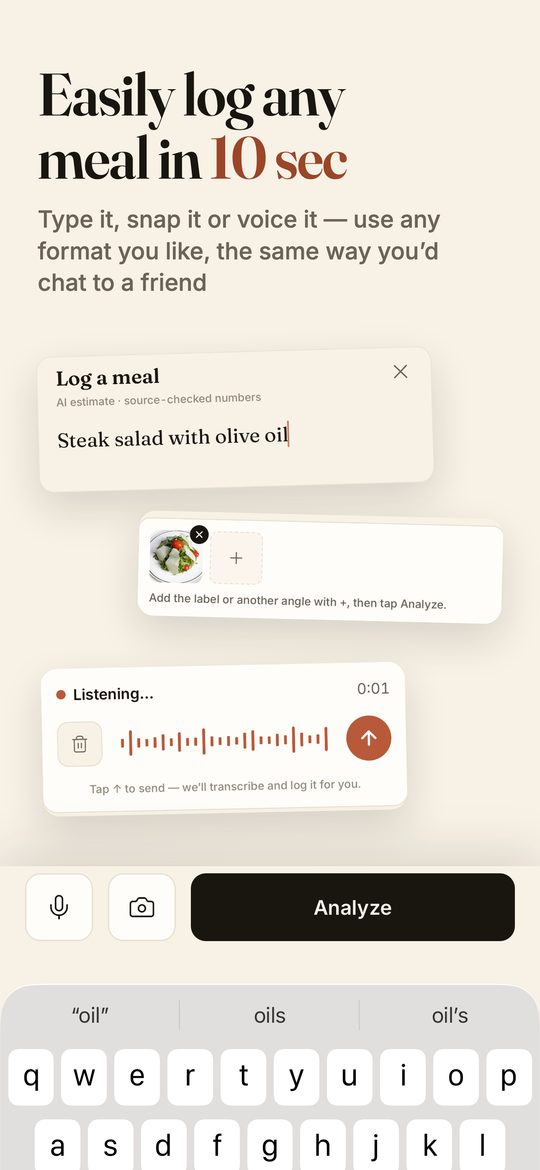 Easily log any
meal in 10 sec
Type it, snap it or voice it — use any
format you like, the same way you’d
chat to a friend
Log a meal
AI estimate · source-checked numbers
Steak salad with olive oil
Add the label or another angle with +, then tap Analyze.
Listening...
0:01
Tap ↑ to send — we’ll transcribe and log it for you.
Analyze
“oil” oils oil’s
q w e r t y u i o p
a s d f g h j k l